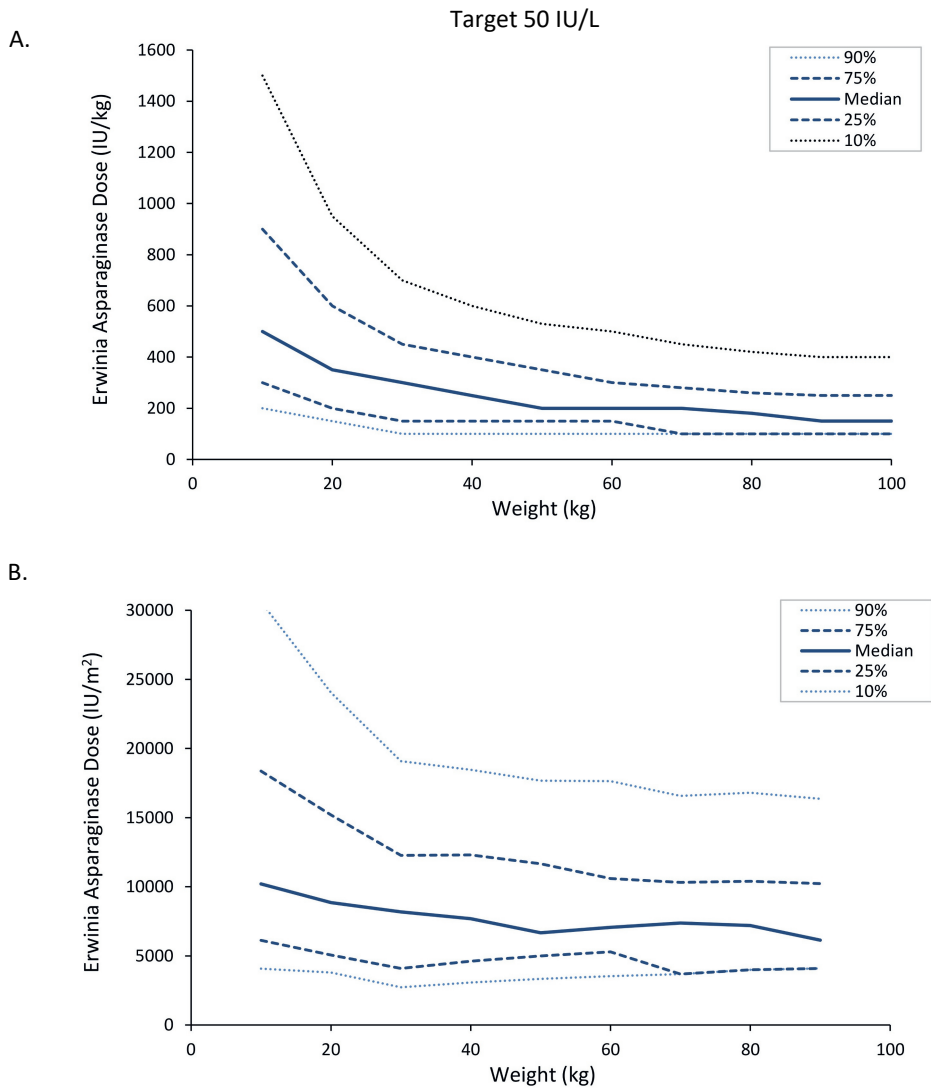 Target 50 IU/L
A.
Erwinia Asparaginase Dose (IU/kg)
1600
1400
1200
1000
800
600
400
200
0
0 20 40 60 80 100
Weight (kg)
90%
75%
Median
25%
10%
B.
Erwinia Asparaginase Dose (IU/m²)
30000
25000
20000
15000
10000
5000
0
0 20 40 60 80 100
Weight (kg)
90%
75%
Median
25%
10%